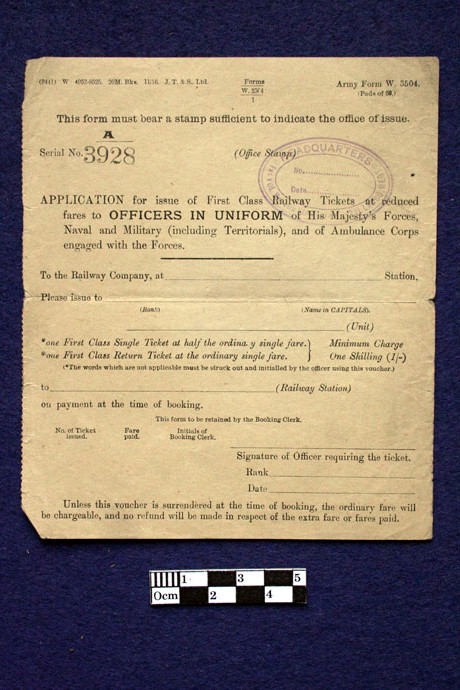 W 4052-8525. 20M. Bks. 11/16. J. T. & S., Ltd.
Forms
W. 3504
1
Army Form W. 3504.
(Pads of 50.)
This form must bear a stamp sufficient to indicate the office of issue.
A
Serial No. 3928
(Office Stamp)
HEADQUARTERS
No.
Date
APPLICATION for issue of First Class Railway Tickets at reduced
fares to OFFICERS IN UNIFORM of His Majesty's Forces,
Naval and Military (including Territorials), and of Ambulance Corps
engaged with the Forces.
To the Railway Company, at Station,
Please issue to
(Rank) (Name in CAPITALS).
(Unit)
*one First Class Single Ticket at half the ordinary single fare. } Minimum Charge
*one First Class Return Ticket at the ordinary single fare. } One Shilling (1/-)
(*The words which are not applicable must be struck out and initialled by the officer using this voucher.)
to (Railway Station)
on payment at the time of booking.
This form to be retained by the Booking Clerk.
No. of Ticket issued. Fare paid. Initials of Booking Clerk.
Signature of Officer requiring the ticket.
Rank
Date
Unless this voucher is surrendered at the time of booking, the ordinary fare will
be chargeable, and no refund will be made in respect of the extra fare or fares paid.
1 3 5
0cm 2 4